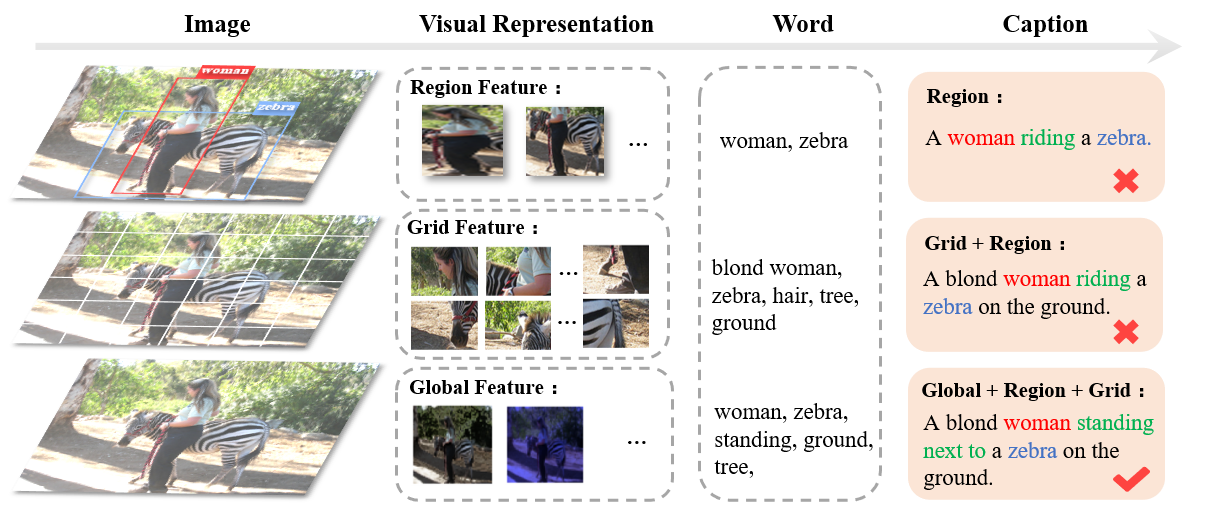 Image
Visual Representation
Word
Caption
woman
zebra
Region Feature :
...
woman, zebra
Region :
A woman riding a zebra.
Grid Feature :
...
...
blond woman,
zebra, hair, tree,
ground
Grid + Region :
A blond woman riding a
zebra on the ground.
Global Feature :
...
woman, zebra,
standing, ground,
tree,
Global + Region + Grid :
A blond woman standing
next to a zebra on the
ground.